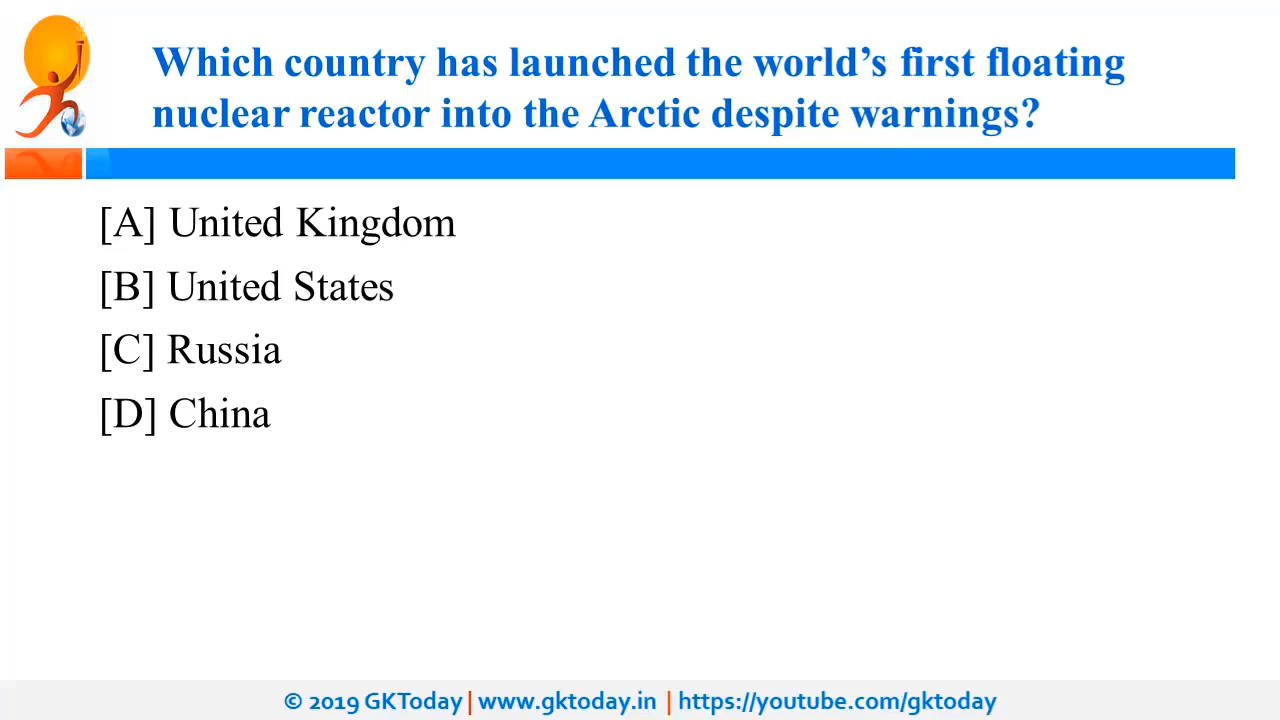 Which country has launched the world’s first floating
nuclear reactor into the Arctic despite warnings?
[A] United Kingdom
[B] United States
[C] Russia
[D] China
© 2019 GKToday | www.gktoday.in | https://youtube.com/gktoday